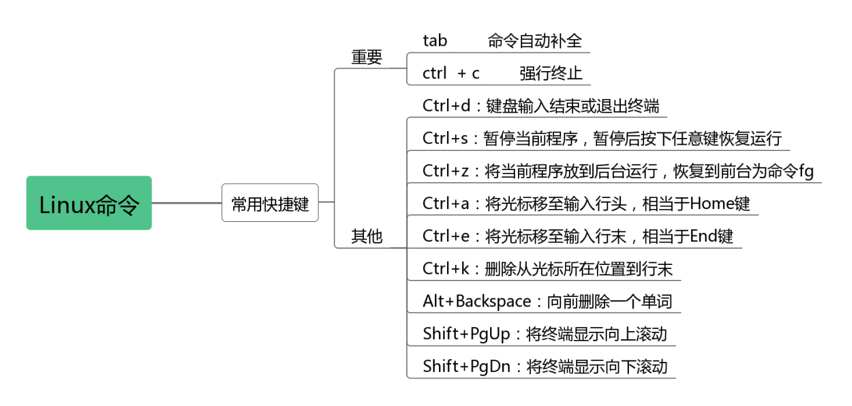 Linux命令
常用快捷键
重要
tab 命令自动补全
ctrl + c 强行终止
其他
Ctrl+d：键盘输入结束或退出终端
Ctrl+s：暂停当前程序，暂停后按下任意键恢复运行
Ctrl+z：将当前程序放到后台运行，恢复到前台为命令fg
Ctrl+a：将光标移至输入行头，相当于Home键
Ctrl+e：将光标移至输入行末，相当于End键
Ctrl+k：删除从光标所在位置到行末
Alt+Backspace：向前删除一个单词
Shift+PgUp：将终端显示向上滚动
Shift+PgDn：将终端显示向下滚动